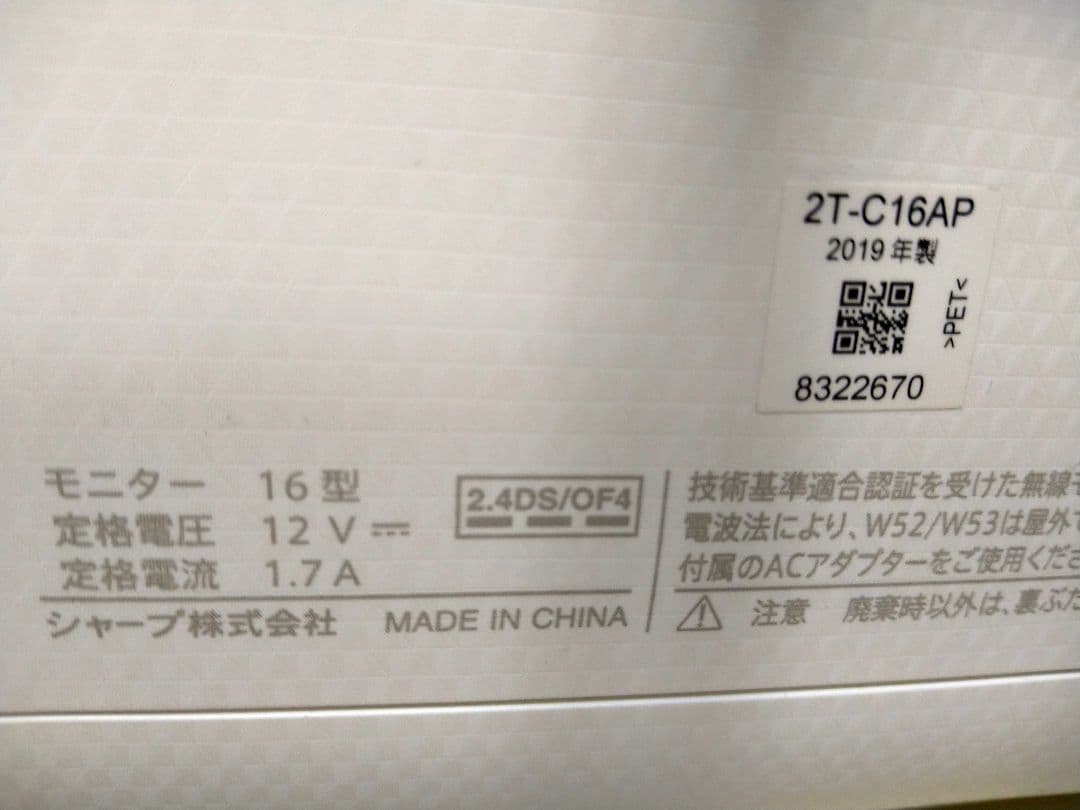 2T-C16AP
2019年製
>PET<
8322670
モニター 16型
定格電圧 12V
定格電流 1.7A
2.4DS/OF4
シャープ株式会社 MADE IN CHINA
技術基準適合認証を受けた無線
電波法により、W52/W53は屋外
付属のACアダプターをご使用くださ
注意 廃棄時以外は、裏ぶた